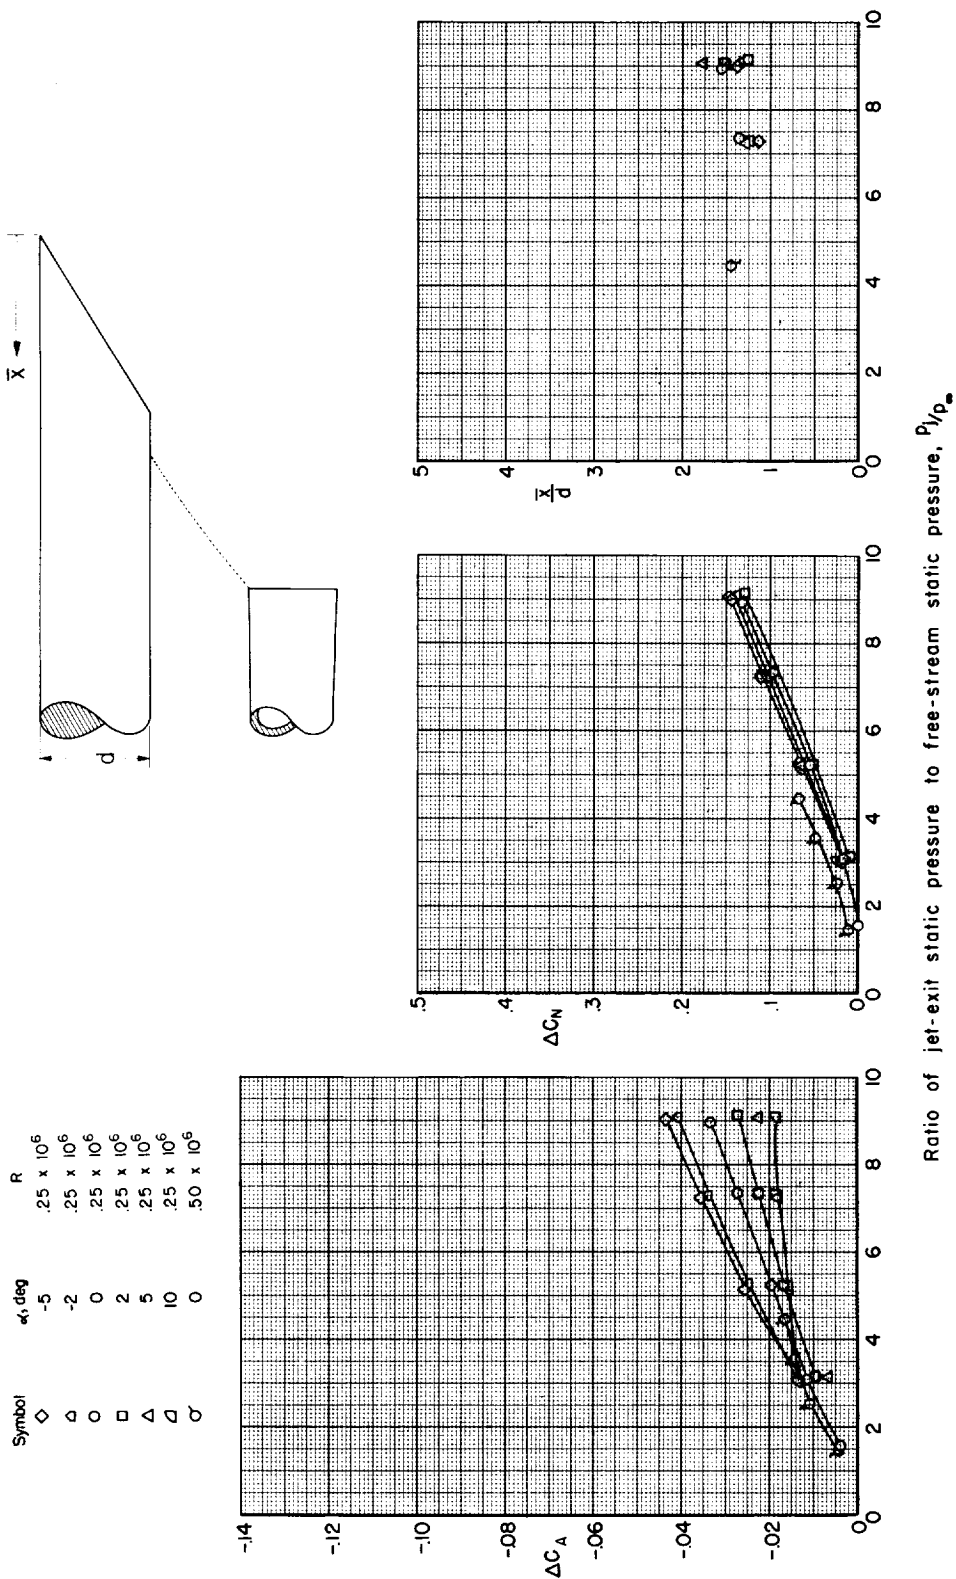 Symbol α, deg R
◇ -5 .25 x 10⁶
-2 .25 x 10⁶
○ 0 .25 x 10⁶
□ 2 .25 x 10⁶
△ 5 .25 x 10⁶
10 .25 x 10⁶
0 .50 x 10⁶
x̄
d
-.14
-.12
-.10
-.08
ΔC_A
-.06
-.04
-.02
0
0 2 4 6 8 10
.5
.4
ΔC_N
.3
.2
.1
0
0 2 4 6 8 10
5
4
x̄/d
3
2
1
0
0 2 4 6 8 10
Ratio of jet-exit static pressure to free-stream static pressure, p_j/p_∞